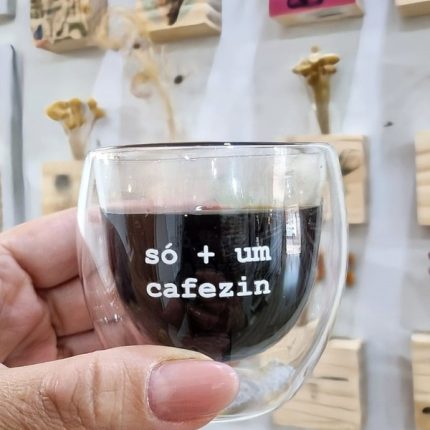 só + um
cafezin